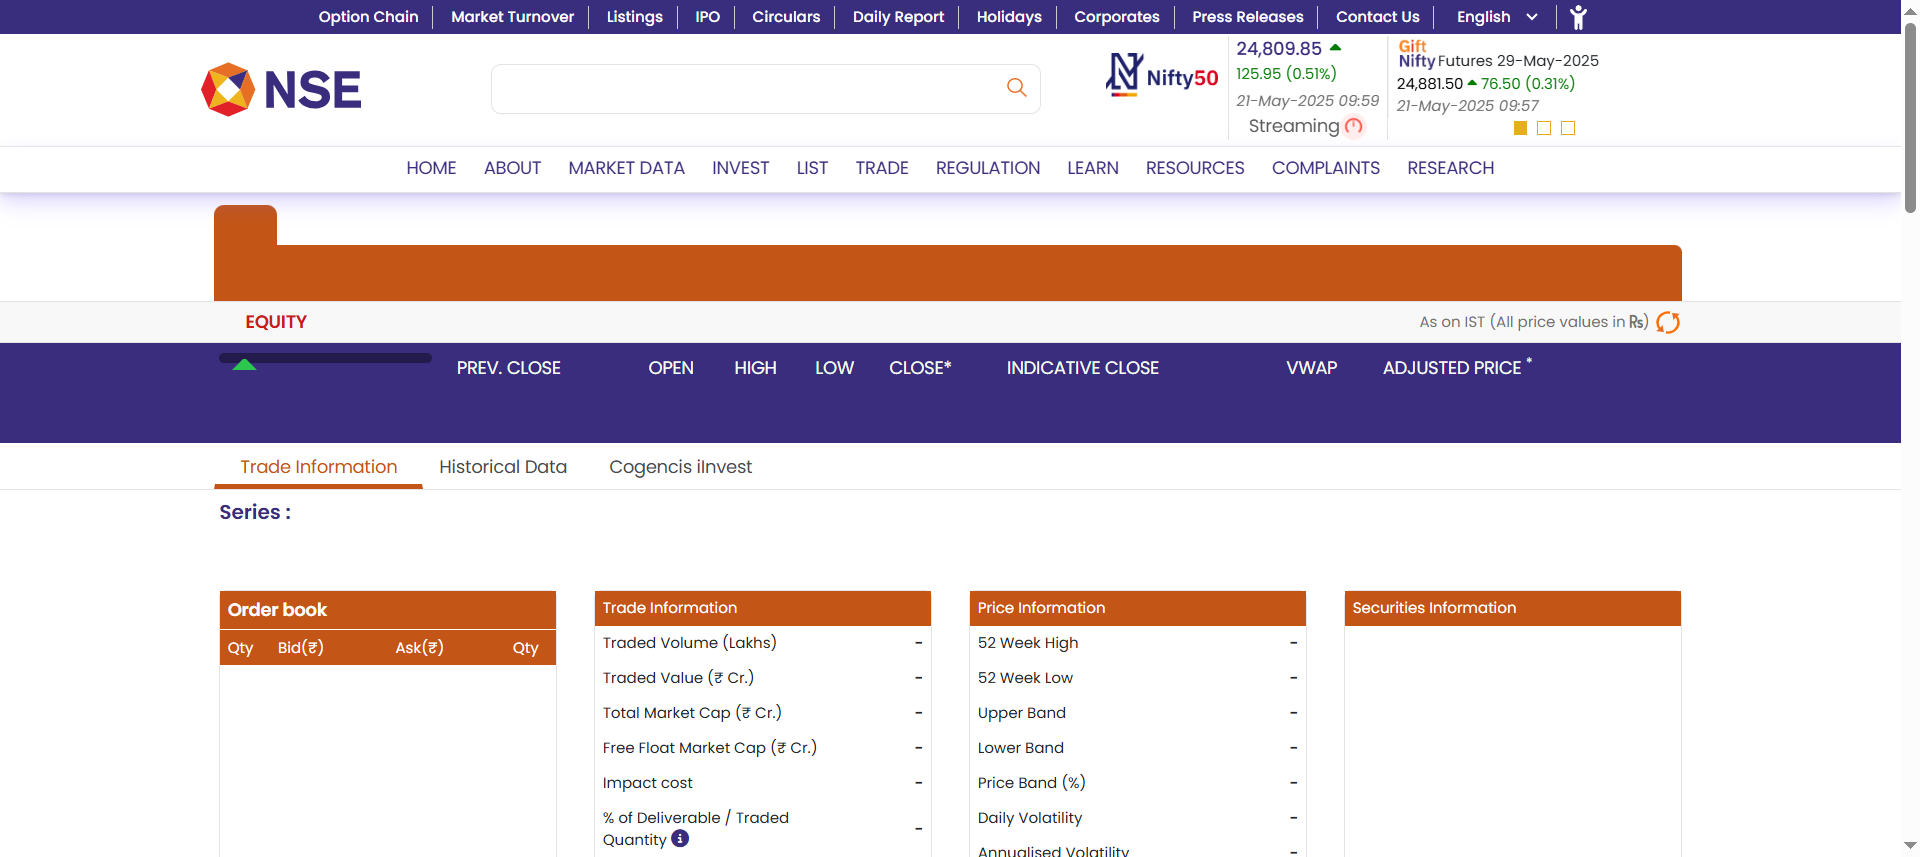 Option Chain
Market Turnover
Listings
IPO
Circulars
Daily Report
Holidays
Corporates
Press Releases
Contact Us
English
NSE
Nifty50
24,809.85
125.95 (0.51%)
21-May-2025 09:59
Streaming
Gift
Nifty Futures 29-May-2025
24,881.50 76.50 (0.31%)
21-May-2025 09:57
HOME
ABOUT
MARKET DATA
INVEST
LIST
TRADE
REGULATION
LEARN
RESOURCES
COMPLAINTS
RESEARCH
EQUITY
As on IST (All price values in ₨)
PREV. CLOSE
OPEN
HIGH
LOW
CLOSE*
INDICATIVE CLOSE
VWAP
ADJUSTED PRICE *
Trade Information
Historical Data
Cogencis iInvest
Series :
Order book
Qty Bid(₹) Ask(₹) Qty
Trade Information
Traded Volume (Lakhs) -
Traded Value (₹ Cr.) -
Total Market Cap (₹ Cr.) -
Free Float Market Cap (₹ Cr.) -
Impact cost -
% of Deliverable / Traded
Quantity -
Price Information
52 Week High -
52 Week Low -
Upper Band -
Lower Band -
Price Band (%) -
Daily Volatility -
Annualised Volatility -
Securities Information